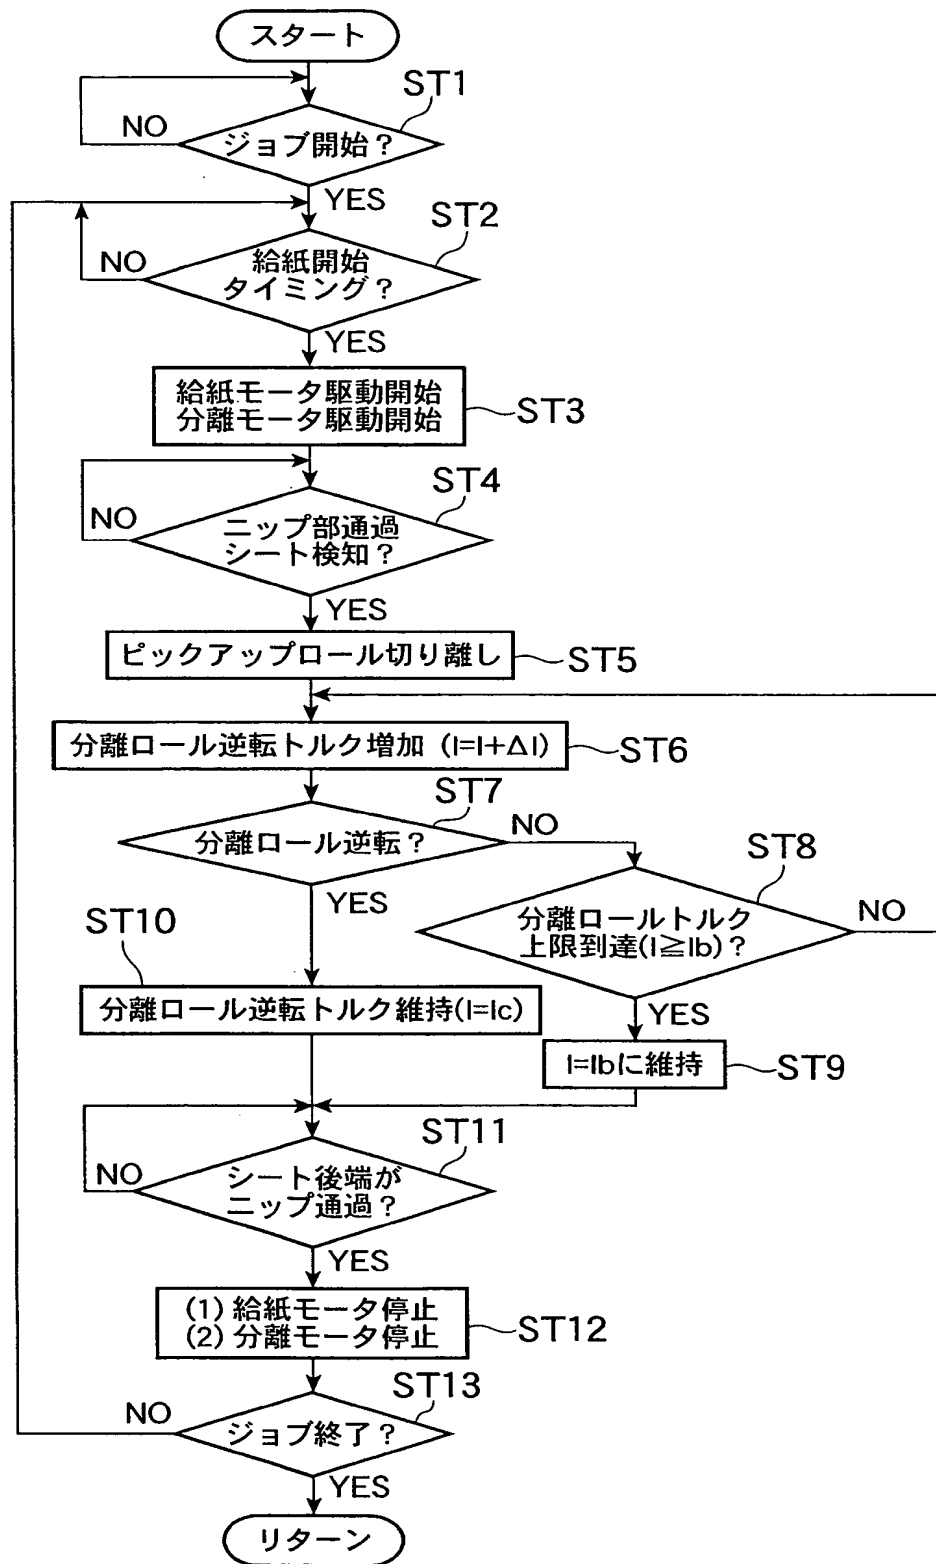 スタート
ST1
NO
ジョブ開始?
YES
ST2
NO
給紙開始
タイミング?
YES
給紙モータ駆動開始
分離モータ駆動開始
ST3
ST4
NO
ニップ部通過
シート検知?
YES
ピックアップロール切り離し
ST5
分離ロール逆転トルク増加 (I=I+ΔI)
ST6
ST7
分離ロール逆転?
NO
YES
ST8
分離ロールトルク
上限到達(I≧Ib)?
NO
YES
ST10
分離ロール逆転トルク維持(I=Ic)
I=Ibに維持
ST9
ST11
NO
シート後端が
ニップ通過?
YES
(1) 給紙モータ停止
(2) 分離モータ停止
ST12
ST13
NO
ジョブ終了?
YES
リターン